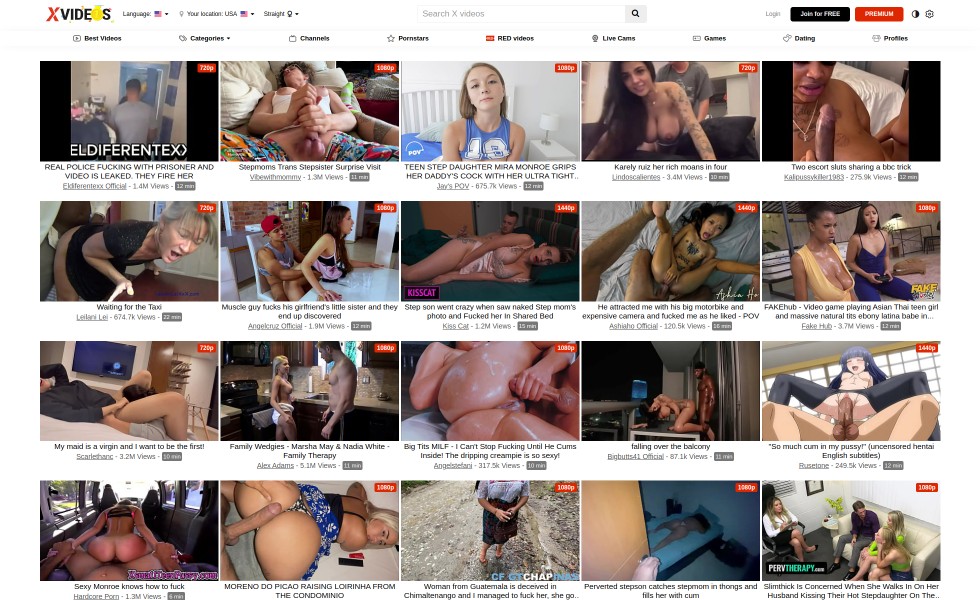 XVIDEOS Language: Your location: USA Straight Search X videos Login Join for FREE PREMIUM
Best Videos Categories Channels Pornstars RED videos Live Cams Games Dating Profiles
720p 1080p 1080p 720p 1080p
ELDIFERENTEX POV
REAL POLICE FUCKING WITH PRISONER AND
VIDEO IS LEAKED. THEY FIRE HER
Eldiferentexx Official - 1.4M Views - 12 min
Stepmoms Trans Stepsister Surprise Visit
Vibewithmommy - 1.3M Views - 11 min
TEEN STEP DAUGHTER MIRA MONROE GRIPS
HER DADDY'S COCK WITH HER ULTRA TIGHT...
Jay's POV - 675.7k Views - 12 min
Karely ruiz her rich moans in four
Lindoscalientes - 3.4M Views - 10 min
Two escort sluts sharing a bbc trick
Kalipussykiller1983 - 275.9k Views - 12 min
720p 1080p 1440p 1440p 1080p
KISSCAT
FAKE
Waiting for the Taxi
Leilani Lei - 674.7k Views - 22 min
Muscle guy fucks his girlfriend's little sister and they
end up discovered
Angelcruz Official - 1.9M Views - 12 min
Step son went crazy when saw naked Step mom's
photo and Fucked her In Shared Bed
Kiss Cat - 1.2M Views - 15 min
He attracted me with his big motorbike and
expensive camera and fucked me as he liked - POV
Ashiaho Official - 120.5k Views - 16 min
FAKEhub - Video game playing Asian Thai teen girl
and massive natural tits ebony latina babe in...
Fake Hub - 3.7M Views - 12 min
720p 1080p 1080p 1440p
My maid is a virgin and I want to be the first!
Scarlethanc - 3.2M Views - 10 min
Family Wedgies - Marsha May & Nadia White -
Family Therapy
Alex Adams - 5.1M Views - 11 min
Big Tits MILF - I Can't Stop Fucking Until He Cums
Inside! The dripping creampie is so sexy!
Angelstefani - 317.5k Views - 10 min
falling over the balcony
Bigbutts41 Official - 87.1k Views - 11 min
"So much cum in my pussy!" (uncensored hentai
English subtitles)
Rusetone - 249.5k Views - 12 min
1080p 1080p 1080p 1080p
PERVTHERAPY.com
Sexy Monroe knows how to fuck
Hardcore Porn - 1.3M Views - 6 min
MORENO DO PICAO RAISING LOIRINHA FROM
THE CONDOMINIO
Woman from Guatemala is deceived in
Chimaltenango and I managed to fuck her, she go...
Perverted stepson catches stepmom in thongs and
fills her with cum
Slimthick Is Concerned When She Walks In On Her
Husband Kissing Their Hot Stepdaughter On The...